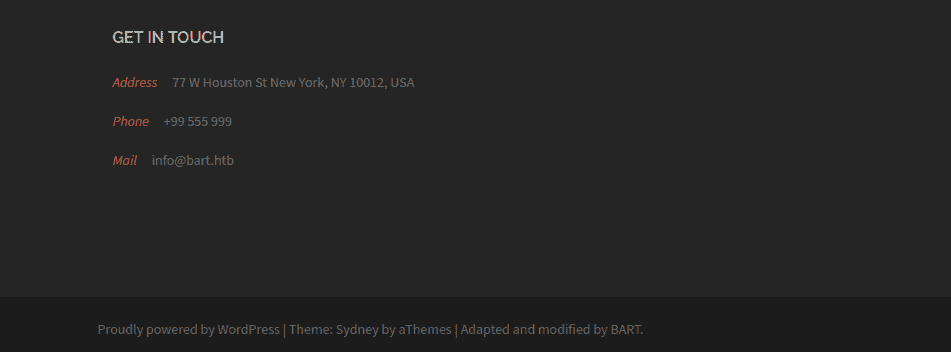 GET IN TOUCH
Address 77 W Houston St New York, NY 10012, USA
Phone +99 555 999
Mail info@bart.htb
Proudly powered by WordPress | Theme: Sydney by aThemes | Adapted and modified by BART.